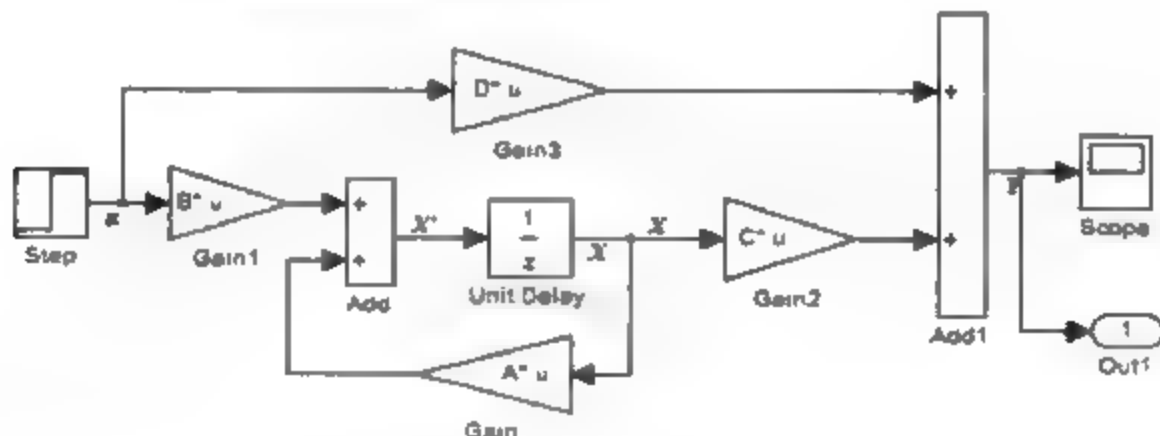 D* u
Gain3
Step
B* u
Gain1
+
+
Add
X'
1
z
Unit Delay
X
X
C* u
Gain2
A* u
Gain
+
+
Add1
Scope
1
Out1